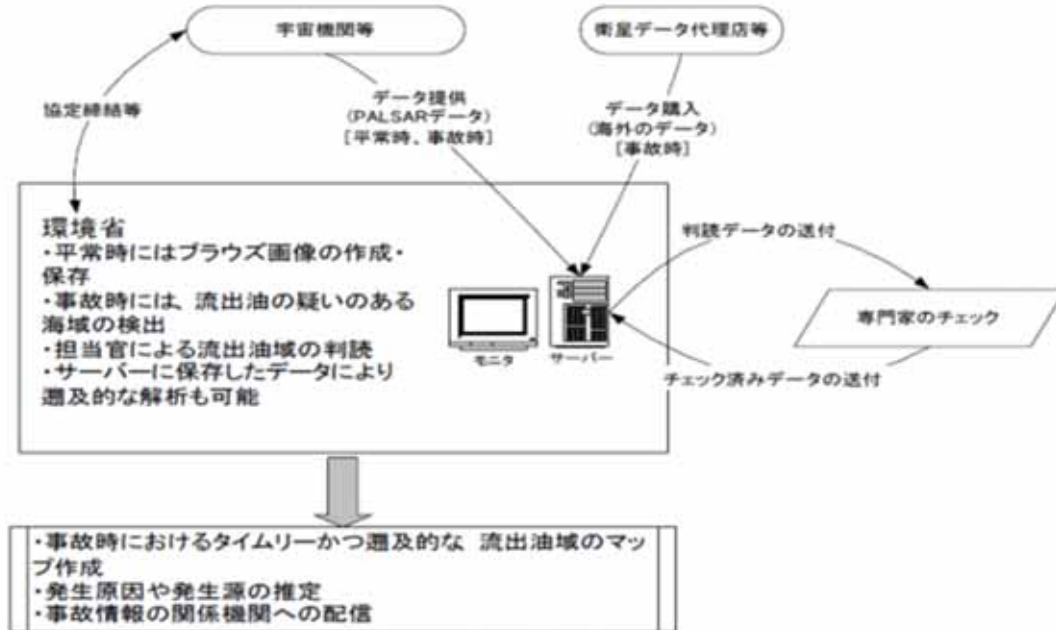 宇宙機関等
衛星データ代理店等
協定締結等
データ提供
(PALSARデータ)
[平常時、事故時]
データ購入
(海外のデータ)
[事故時]
環境省
・平常時にはブラウズ画像の作成・
保存
・事故時には、流出油の疑いのある
海域の検出
・担当官による流出油域の判読
・サーバーに保存したデータにより
遡及的な解析も可能
モニタ
サーバー
判読データの送付
専門家のチェック
チェック済みデータの送付
・事故時におけるタイムリーかつ遡及的な 流出油域のマッ
プ作成
・発生原因や発生源の推定
・事故情報の関係機関への配信